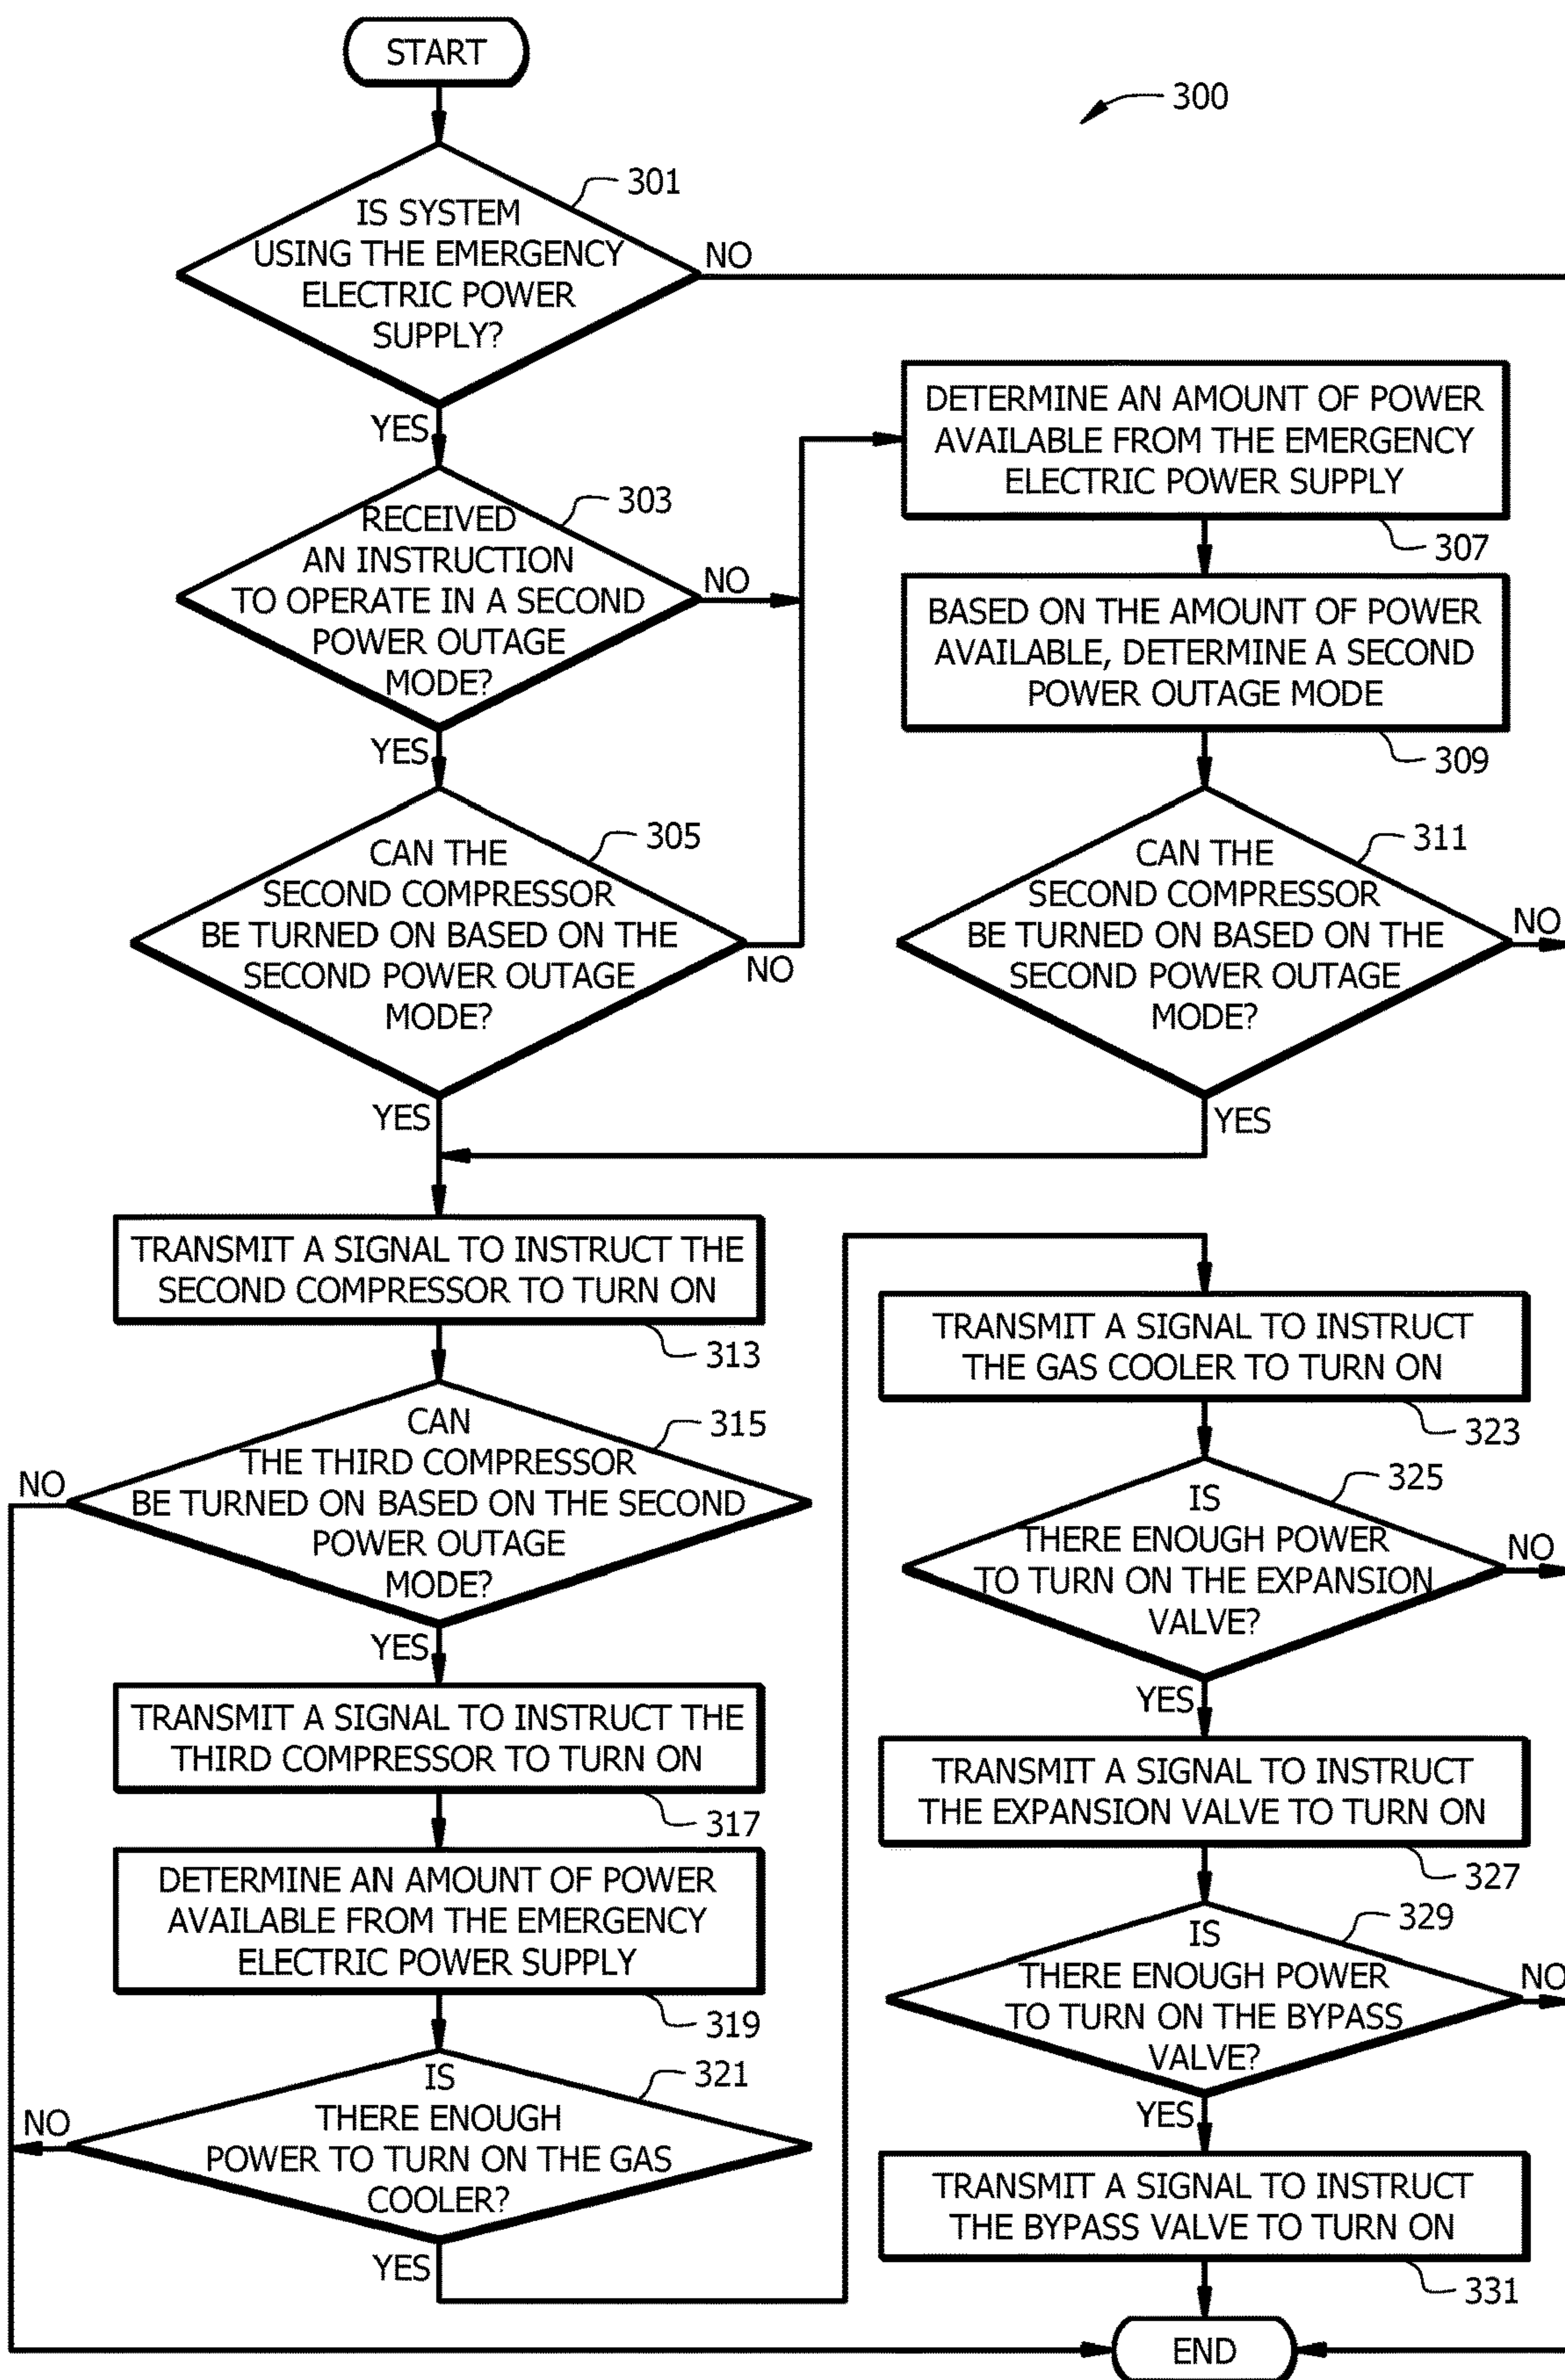 START
300
301
IS SYSTEM
USING THE EMERGENCY
ELECTRIC POWER
SUPPLY?
NO
YES
303
RECEIVED
AN INSTRUCTION
TO OPERATE IN A SECOND
POWER OUTAGE
MODE?
NO
YES
305
CAN THE
SECOND COMPRESSOR
BE TURNED ON BASED ON THE
SECOND POWER OUTAGE
MODE?
NO
YES
DETERMINE AN AMOUNT OF POWER
AVAILABLE FROM THE EMERGENCY
ELECTRIC POWER SUPPLY
307
BASED ON THE AMOUNT OF POWER
AVAILABLE, DETERMINE A SECOND
POWER OUTAGE MODE
309
311
CAN THE
SECOND COMPRESSOR
BE TURNED ON BASED ON THE
SECOND POWER OUTAGE
MODE?
NO
YES
TRANSMIT A SIGNAL TO INSTRUCT THE
SECOND COMPRESSOR TO TURN ON
313
315
CAN
THE THIRD COMPRESSOR
BE TURNED ON BASED ON THE SECOND
POWER OUTAGE
MODE?
NO
YES
TRANSMIT A SIGNAL TO INSTRUCT THE
THIRD COMPRESSOR TO TURN ON
317
DETERMINE AN AMOUNT OF POWER
AVAILABLE FROM THE EMERGENCY
ELECTRIC POWER SUPPLY
319
321
IS
THERE ENOUGH
POWER TO TURN ON THE GAS
COOLER?
NO
YES
TRANSMIT A SIGNAL TO INSTRUCT
THE GAS COOLER TO TURN ON
323
325
IS
THERE ENOUGH POWER
TO TURN ON THE EXPANSION
VALVE?
NO
YES
TRANSMIT A SIGNAL TO INSTRUCT
THE EXPANSION VALVE TO TURN ON
327
329
IS
THERE ENOUGH POWER
TO TURN ON THE BYPASS
VALVE?
NO
YES
TRANSMIT A SIGNAL TO INSTRUCT
THE BYPASS VALVE TO TURN ON
331
END